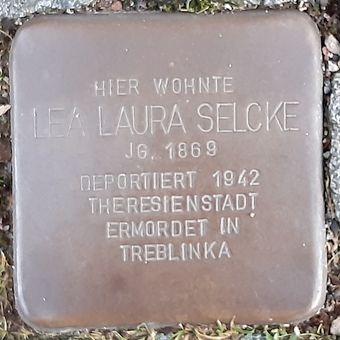 HIER WOHNTE
LEA LAURA SELCKE
JG. 1869
DEPORTIERT 1942
THERESIENSTADT
ERMORDET IN
TREBLINKA